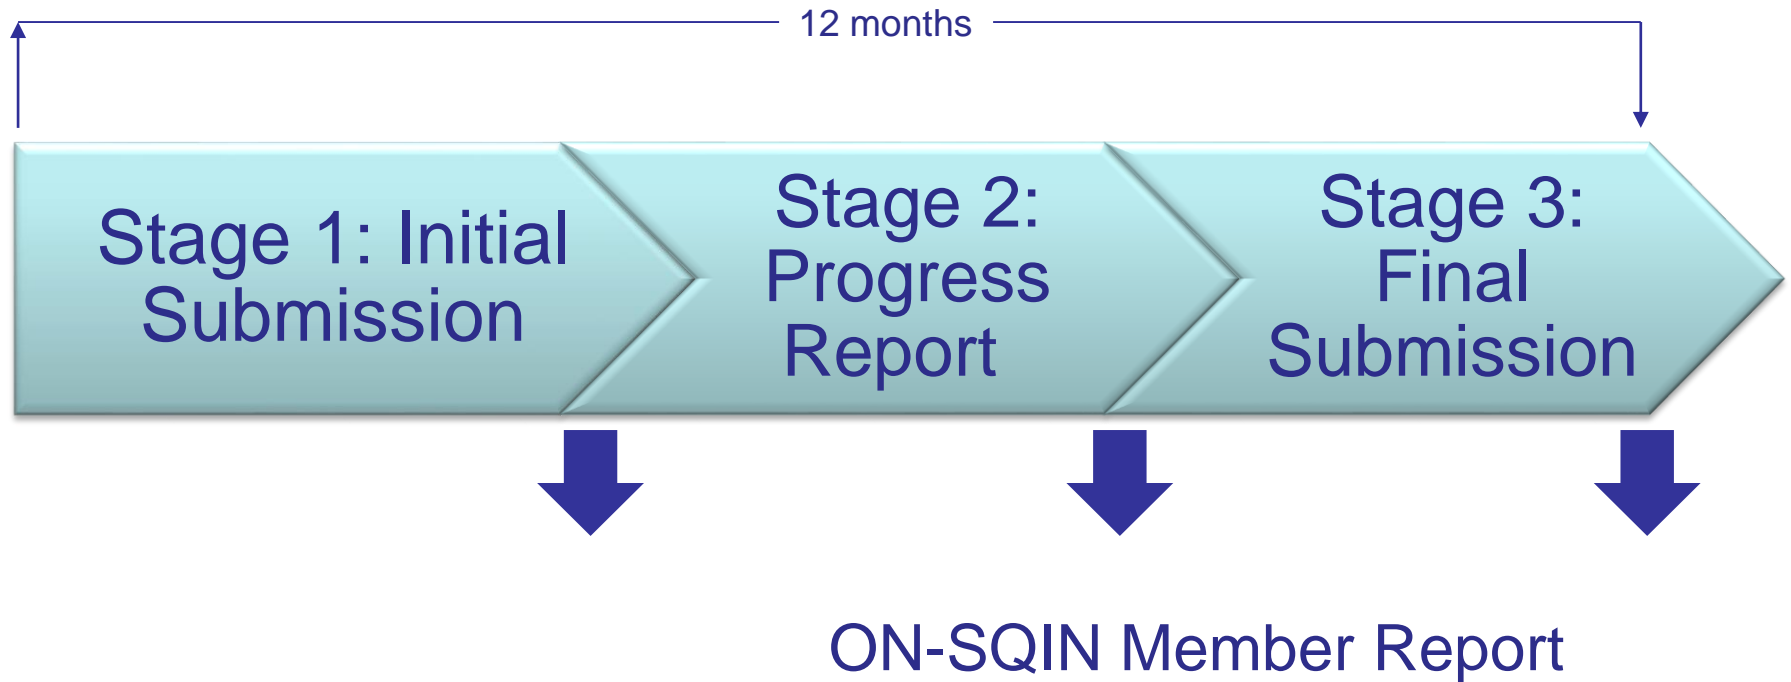 12 months
Stage 1: Initial
Submission
Stage 2:
Progress
Report
Stage 3:
Final
Submission
ON-SQIN Member Report